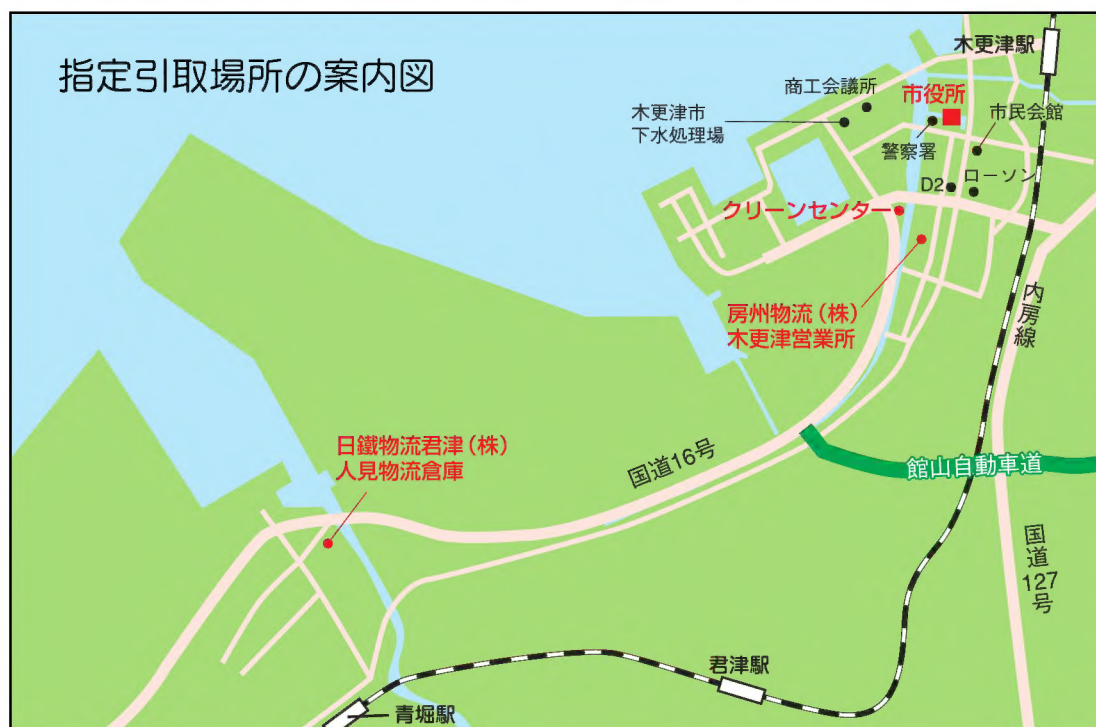 指定引取場所の案内図
木更津駅
商工会議所
市役所
木更津市
下水処理場
市民会館
警察署
D2
ローソン
クリーンセンター
房州物流(株)
木更津営業所
内房線
日鐵物流君津(株)
人見物流倉庫
国道16号
館山自動車道
国道127号
君津駅
青堀駅